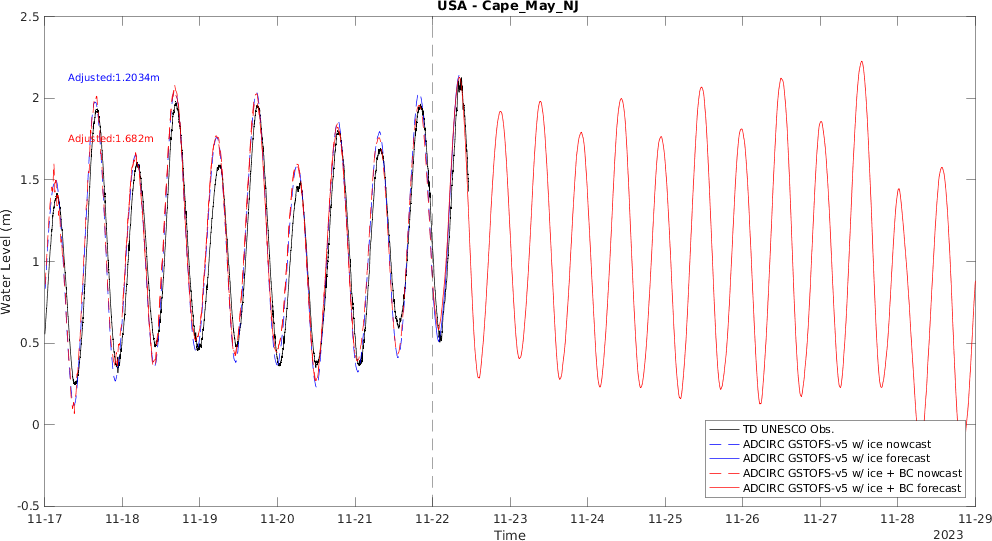 USA - Cape_May_NJ
2.5
2
1.5
1
0.5
0
-0.5
Water Level (m)
Adjusted:1.2034m
Adjusted:1.682m
TD UNESCO Obs.
ADCIRC GSTOFS-v5 w/ ice nowcast
ADCIRC GSTOFS-v5 w/ ice forecast
ADCIRC GSTOFS-v5 w/ ice + BC nowcast
ADCIRC GSTOFS-v5 w/ ice + BC forecast
11-17 11-18 11-19 11-20 11-21 11-22 11-23 11-24 11-25 11-26 11-27 11-28 11-29
Time
2023